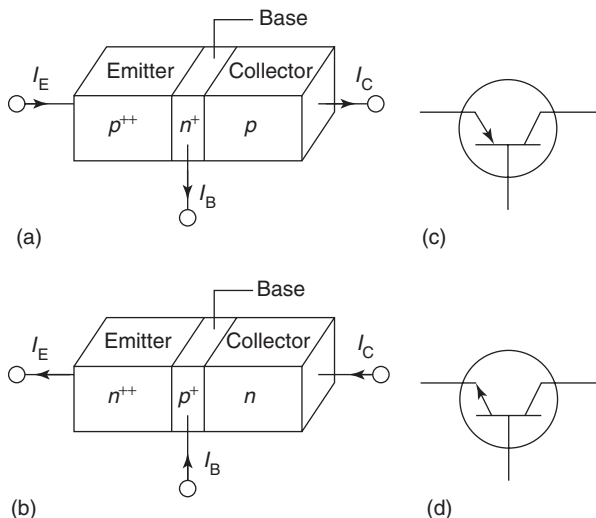 Base
Emitter Collector
I_E I_C
p⁺⁺ n⁺ p
I_B
(a) (c)
Base
Emitter Collector
I_E I_C
n⁺⁺ p⁺ n
I_B
(b) (d)